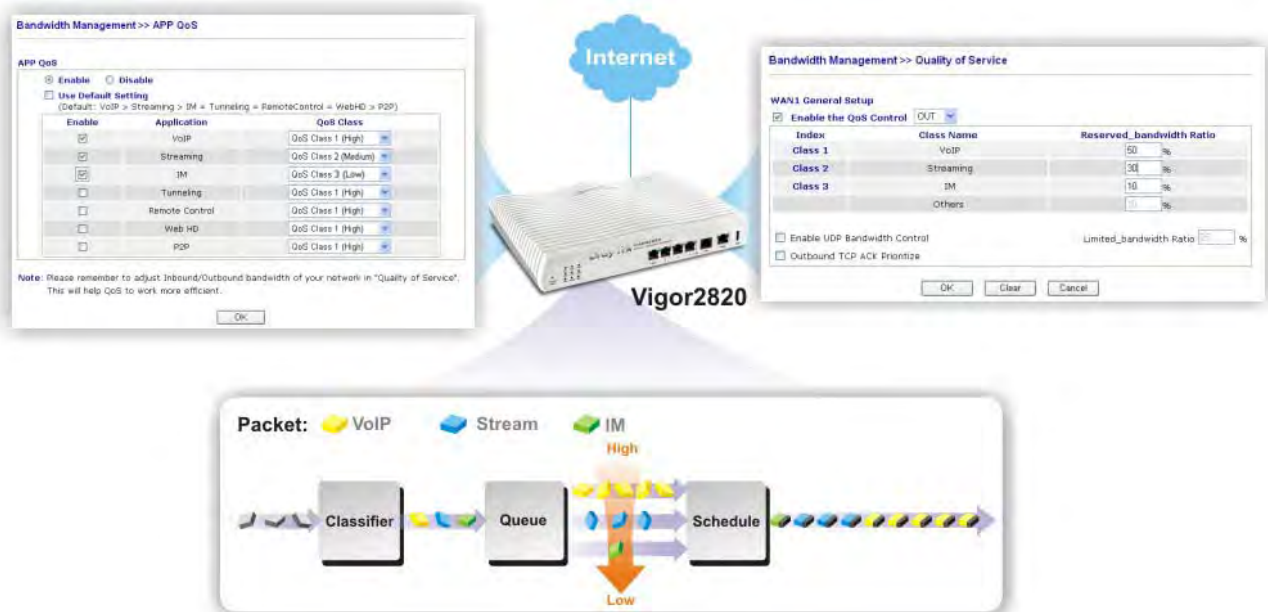 Bandwidth Management >> APP QoS
APP QoS
Enable Disable
Use Default Setting
(Default: VoIP > Streaming > IM = Tunneling = RemoteControl = WebHD > P2P)
Enable Application QoS Class
VoIP QoS Class 1 (High)
Streaming QoS Class 2 (Medium)
IM QoS Class 3 (Low)
Tunneling QoS Class 1 (High)
Remote Control QoS Class 1 (High)
Web HD QoS Class 1 (High)
P2P QoS Class 1 (High)
Note: Please remember to adjust Inbound/Outbound bandwidth of your network in "Quality of Service".
This will help QoS to work more efficient.
OK
Internet
Vigor2820
Bandwidth Management >> Quality of Service
WAN1 General Setup
Enable the QoS Control OUT
Index Class Name Reserved_bandwidth Ratio
Class 1 VoIP 50 %
Class 2 Streaming 30 %
Class 3 IM 10 %
Others 10 %
Enable UDP Bandwidth Control Limited_bandwidth Ratio %
Outbound TCP ACK Prioritize
OK Clear Cancel
Packet: VoIP Stream IM
High
Classifier Queue Schedule
Low